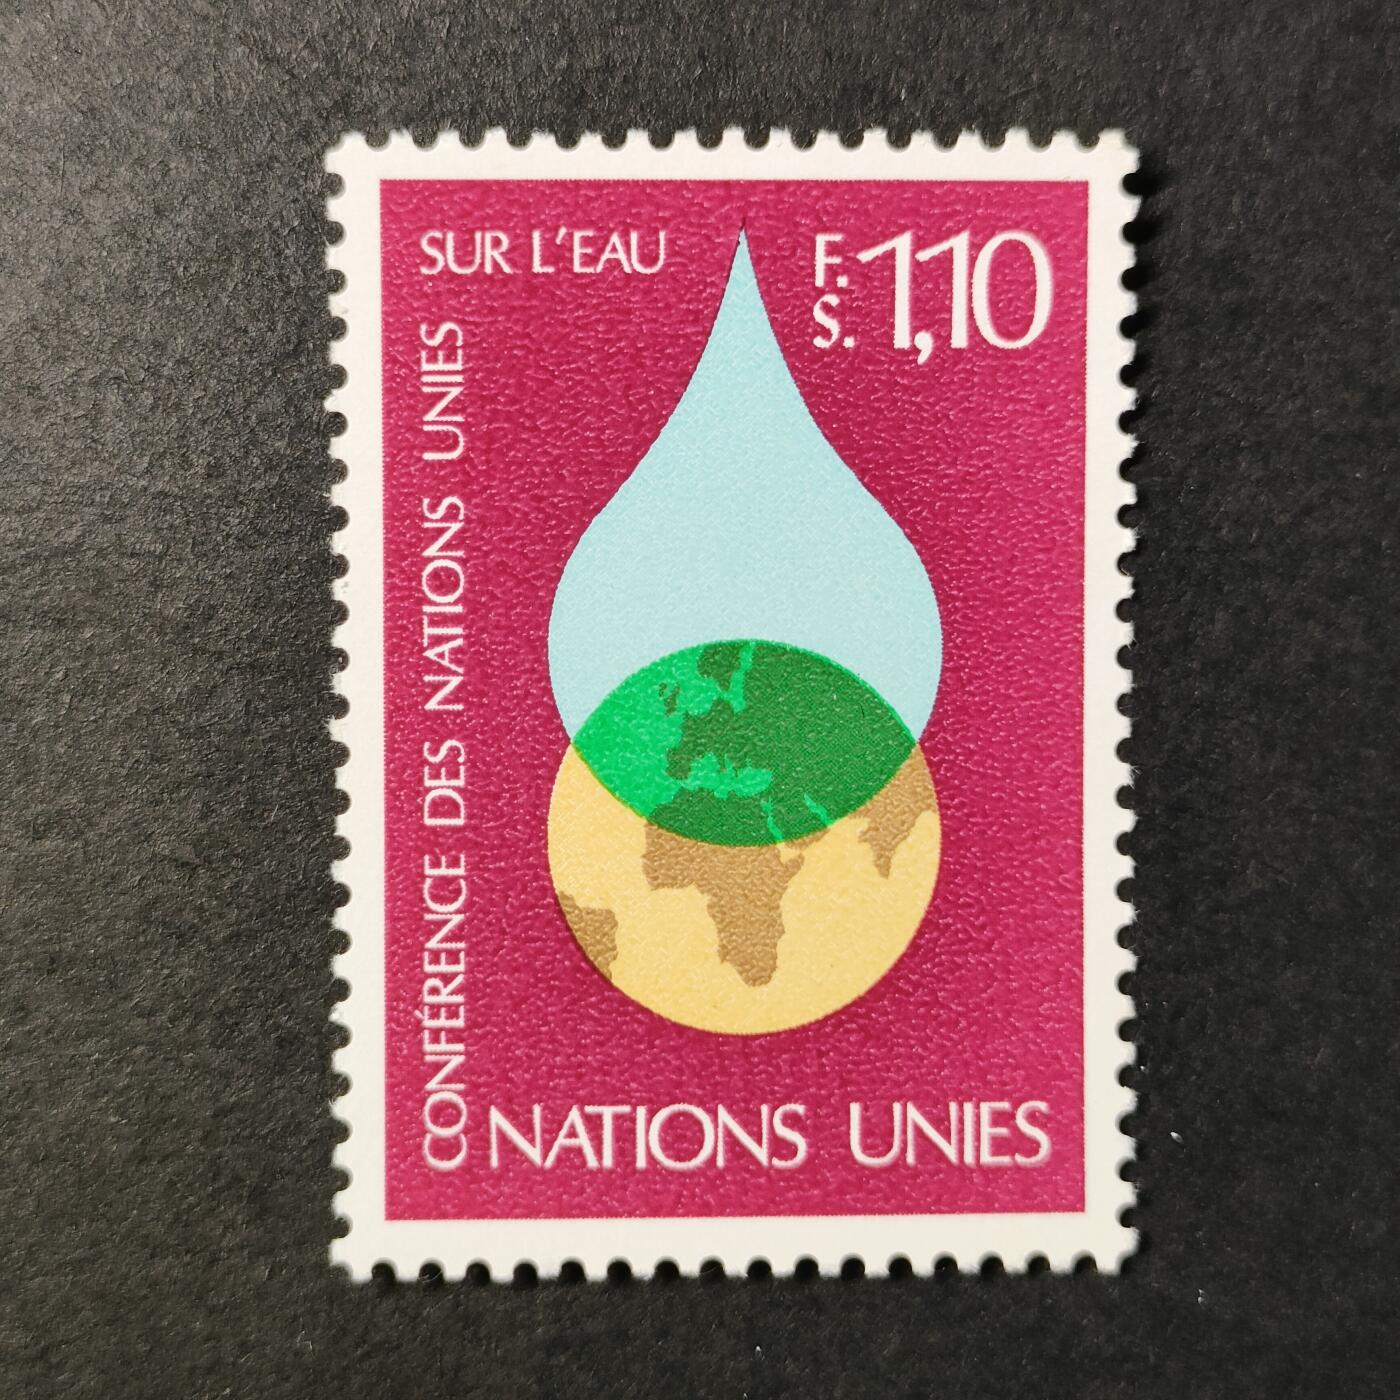 CONFÉRENCE DES NATIONS UNIES
SUR L'EAU
F.
S. 1,10
NATIONS UNIES